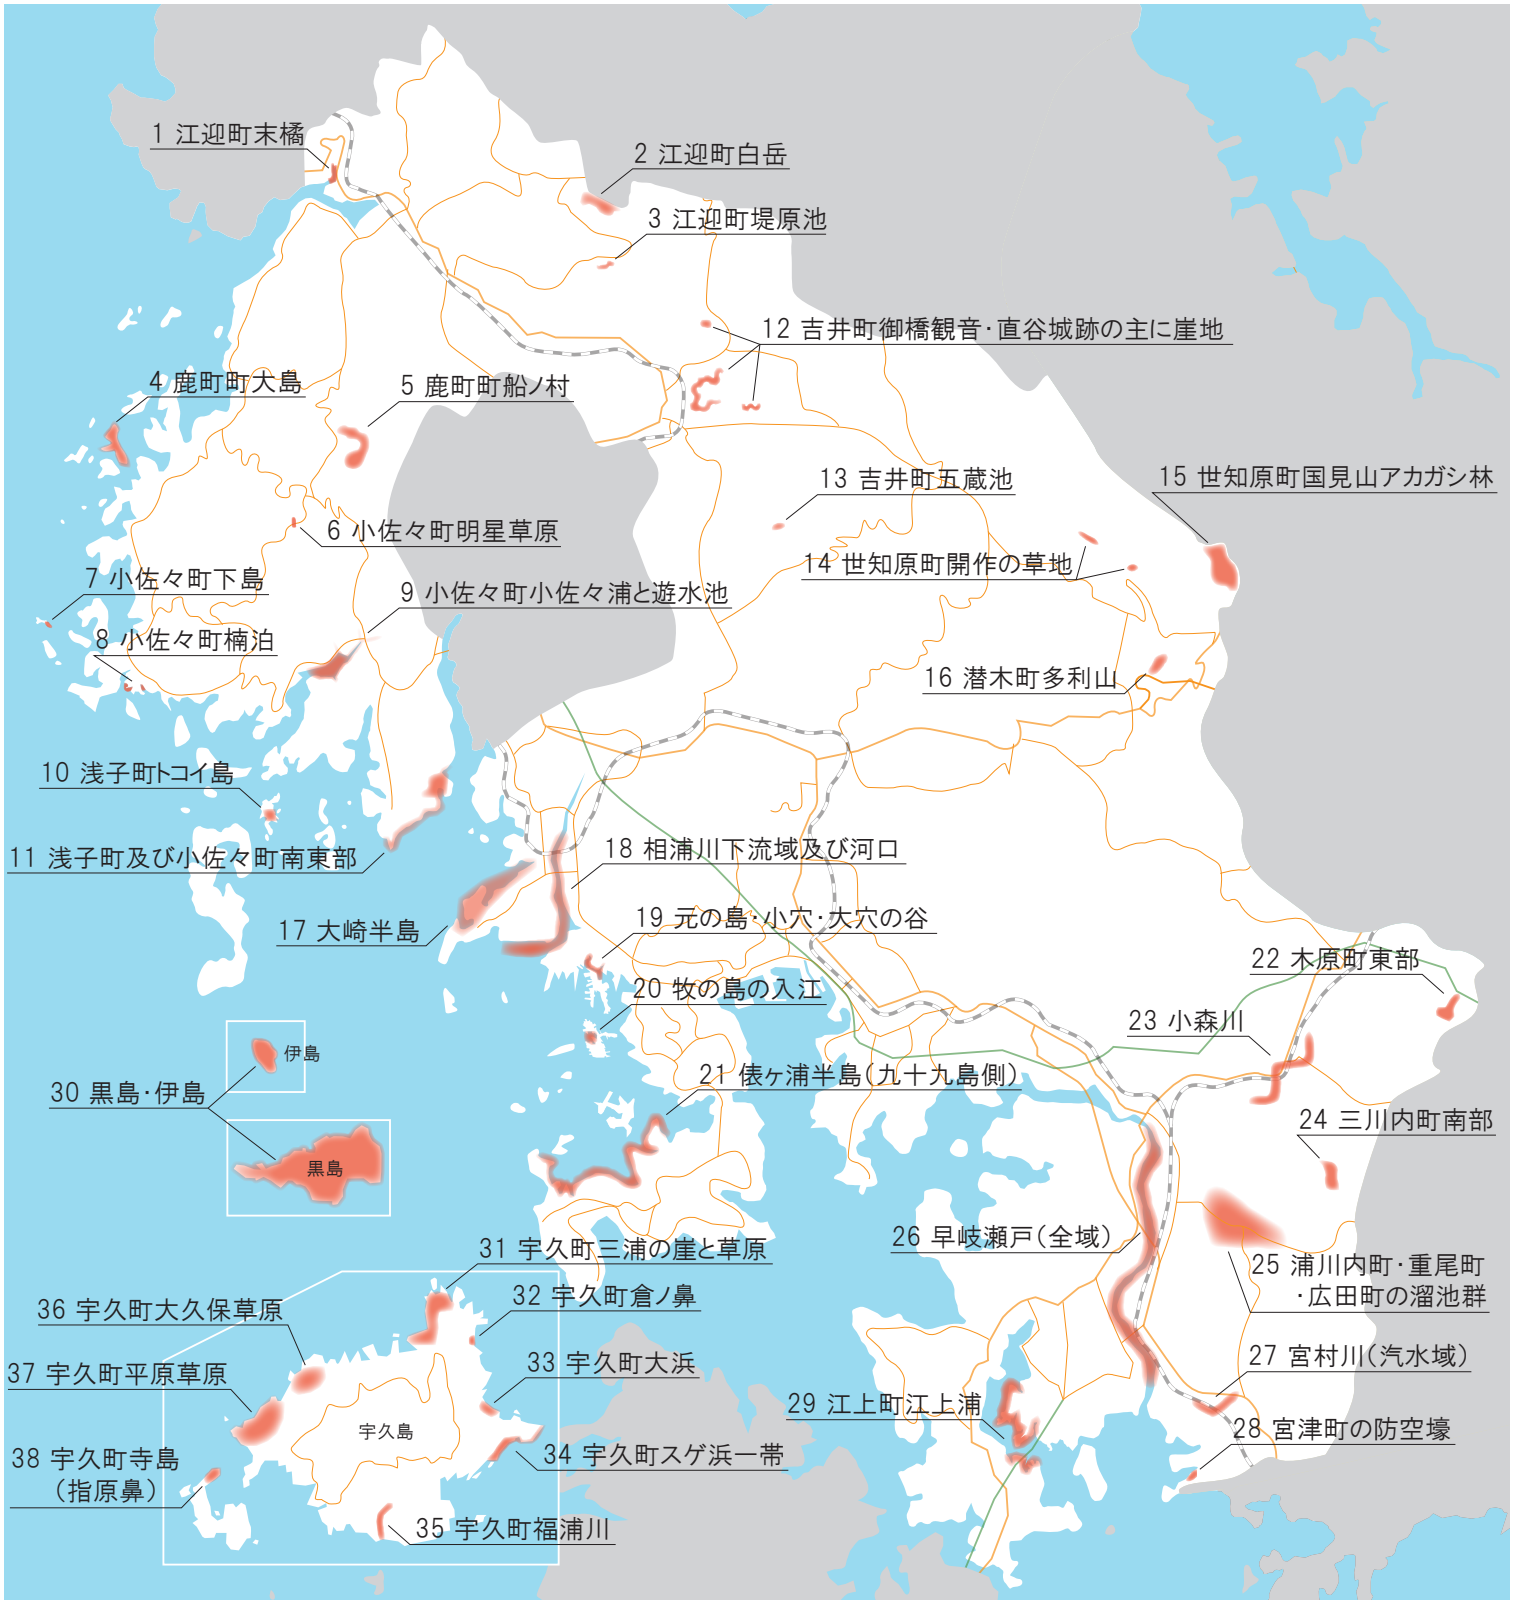 1 江迎町末橘
2 江迎町白岳
3 江迎町堤原池
12 吉井町御橋観音･直谷城跡の主に崖地
4 鹿町町大島
5 鹿町町船ノ村
13 吉井町五蔵池
15 世知原町国見山アカガシ林
6 小佐々町明星草原
14 世知原町開作の草地
7 小佐々町下島
9 小佐々町小佐々浦と遊水池
8 小佐々町楠泊
16 潜木町多利山
10 浅子町トコイ島
11 浅子町及び小佐々町南東部
18 相浦川下流域及び河口
17 大崎半島
19 元の島･小穴･大穴の谷
22 木原町東部
20 牧の島の入江
23 小森川
伊島
21 俵ヶ浦半島(九十九島側)
30 黒島･伊島
24 三川内町南部
黒島
26 早岐瀬戸(全域)
31 宇久町三浦の崖と草原
25 浦川内町･重尾町
･広田町の溜池群
32 宇久町倉ノ鼻
36 宇久町大久保草原
33 宇久町大浜
27 宮村川(汽水域)
37 宇久町平原草原
29 江上町江上浦
宇久島
28 宮津町の防空壕
38 宇久町寺島
(指原鼻)
34 宇久町スゲ浜一帯
35 宇久町福浦川